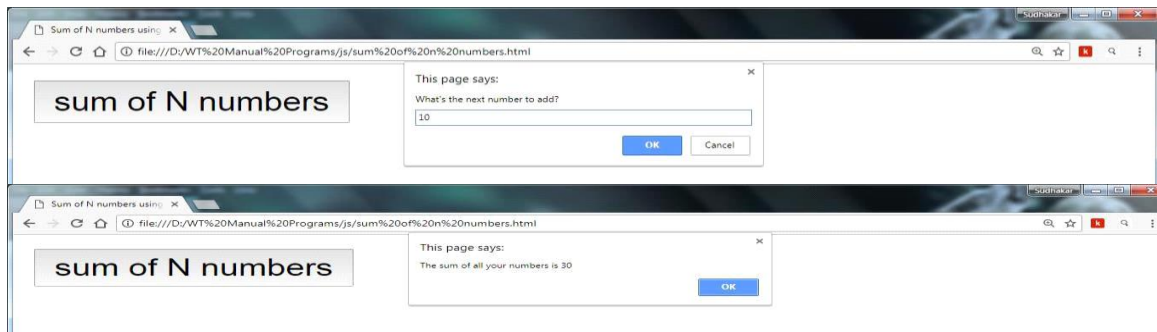 Sudhakar
Sum of N numbers using
file:///D:/WT%20Manual%20Programs/js/sum%20of%20n%20numbers.html
sum of N numbers
This page says:
What's the next number to add?
10
OK Cancel
Sudhakar
Sum of N numbers using
file:///D:/WT%20Manual%20Programs/js/sum%20of%20n%20numbers.html
sum of N numbers
This page says:
The sum of all your numbers is 30
OK